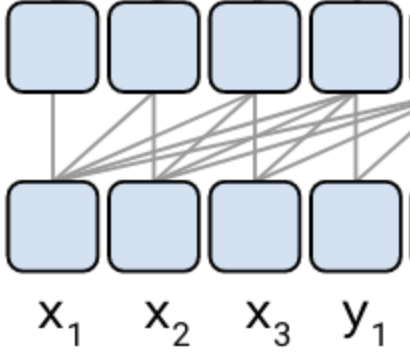 x₁ x₂ x₃ y₁